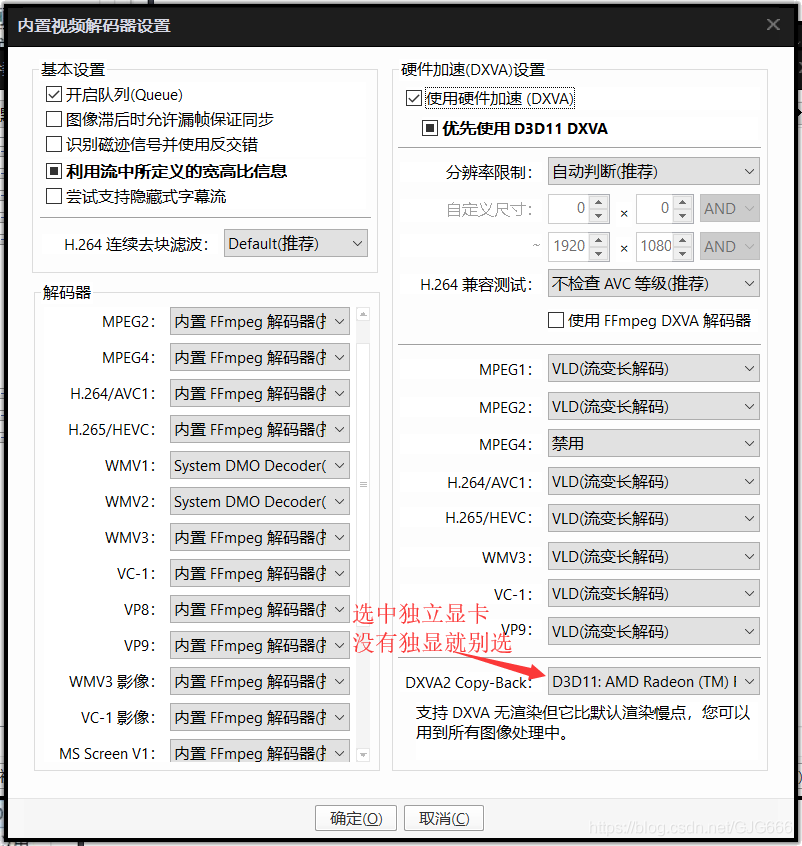 内置视频解码器设置
基本设置
开启队列(Queue)
图像滞后时允许漏帧保证同步
识别磁迹信号并使用反交错
利用流中所定义的宽高比信息
尝试支持隐藏式字幕流
H.264 连续去块滤波： Default(推荐)
解码器
MPEG2： 内置 FFmpeg 解码器(
MPEG4： 内置 FFmpeg 解码器(
H.264/AVC1： 内置 FFmpeg 解码器(
H.265/HEVC： 内置 FFmpeg 解码器(
WMV1： System DMO Decoder(
WMV2： System DMO Decoder(
WMV3： 内置 FFmpeg 解码器(
VC-1： 内置 FFmpeg 解码器(
VP8： 内置 FFmpeg 解码器(
VP9： 内置 FFmpeg 解码器(
WMV3 影像： 内置 FFmpeg 解码器(
VC-1 影像： 内置 FFmpeg 解码器(
MS Screen V1： 内置 FFmpeg 解码器(
硬件加速(DXVA)设置
使用硬件加速 (DXVA)
优先使用 D3D11 DXVA
分辨率限制： 自动判断(推荐)
自定义尺寸： 0 × 0 AND
~ 1920 × 1080 AND
H.264 兼容测试： 不检查 AVC 等级(推荐)
使用 FFmpeg DXVA 解码器
MPEG1： VLD(流变长解码)
MPEG2： VLD(流变长解码)
MPEG4： 禁用
H.264/AVC1： VLD(流变长解码)
H.265/HEVC： VLD(流变长解码)
WMV3： VLD(流变长解码)
VC-1： VLD(流变长解码)
VP9： VLD(流变长解码)
选中独立显卡
没有独显就别选
DXVA2 Copy-Back： D3D11: AMD Radeon (TM)
支持 DXVA 无渲染但它比默认渲染慢点，您可以
用到所有图像处理中。
确定(O) 取消(C)
https://blog.csdn.net/GJG666